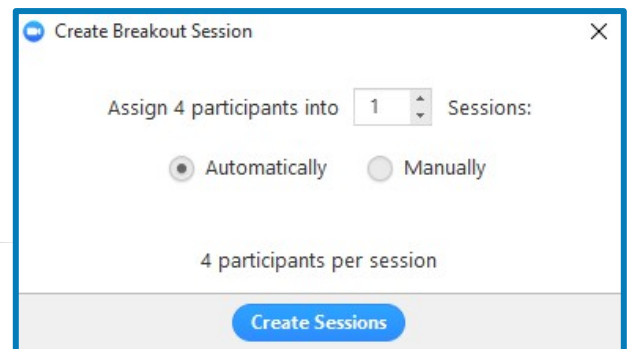 Create Breakout Session
Assign 4 participants into 1 Sessions:
Automatically Manually
4 participants per session
Create Sessions